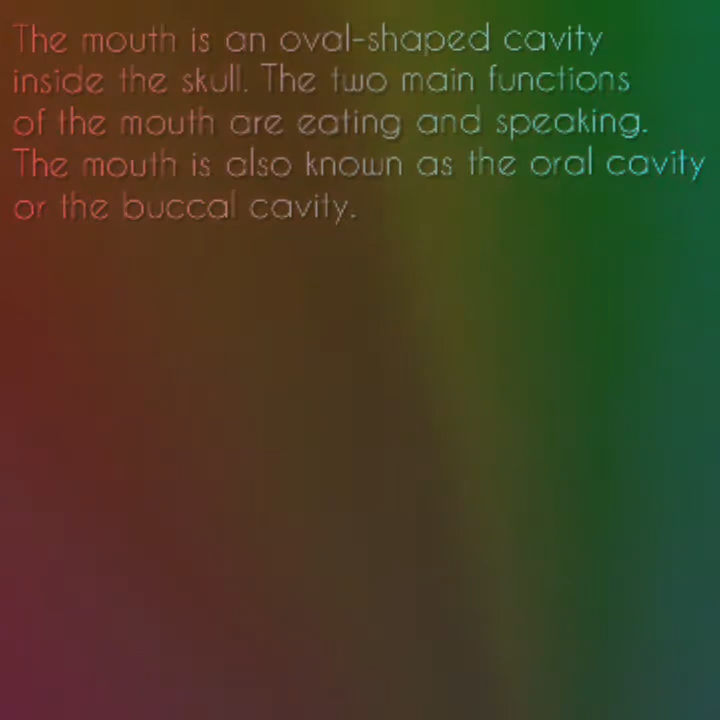 The mouth is an oval-shaped cavity
inside the skull. The two main functions
of the mouth are eating and speaking.
The mouth is also known as the oral cavity
or the buccal cavity.